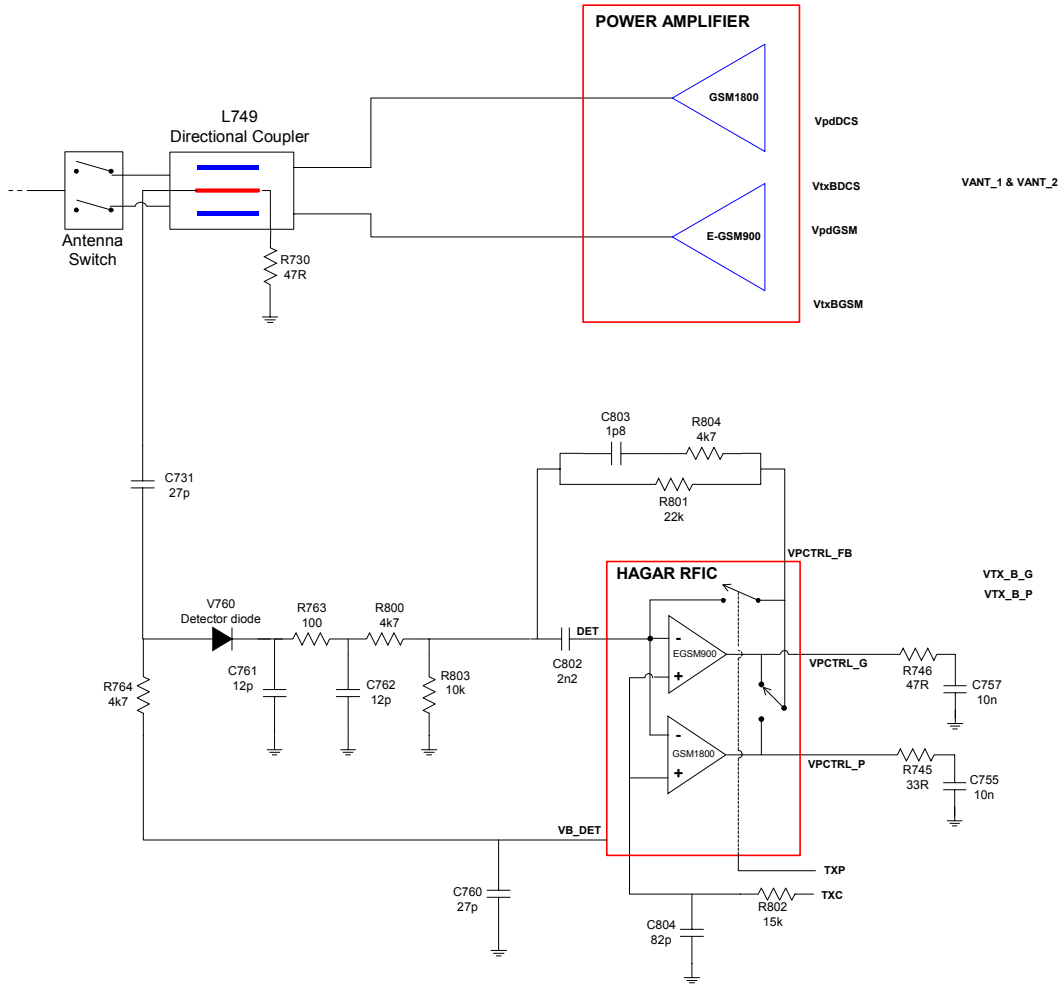 POWER AMPLIFIER
GSM1800
L749
Directional Coupler
VpdDCS
VtxBDCS
VANT_1 & VANT_2
E-GSM900
VpdGSM
Antenna
Switch
R730
47R
VtxBGSM
C803
1p8
R804
4k7
C731
27p
R801
22k
VPCTRL_FB
HAGAR RFIC
VTX_B_G
VTX_B_P
V760
Detector diode
R763
100
R800
4k7
DET
-
EGSM900
+
C802
2n2
VPCTRL_G
R746
47R
C757
10n
R764
4k7
C761
12p
C762
12p
R803
10k
-
GSM1800
+
VPCTRL_P
R745
33R
C755
10n
VB_DET
TXP
C760
27p
TXC
R802
15k
C804
82p